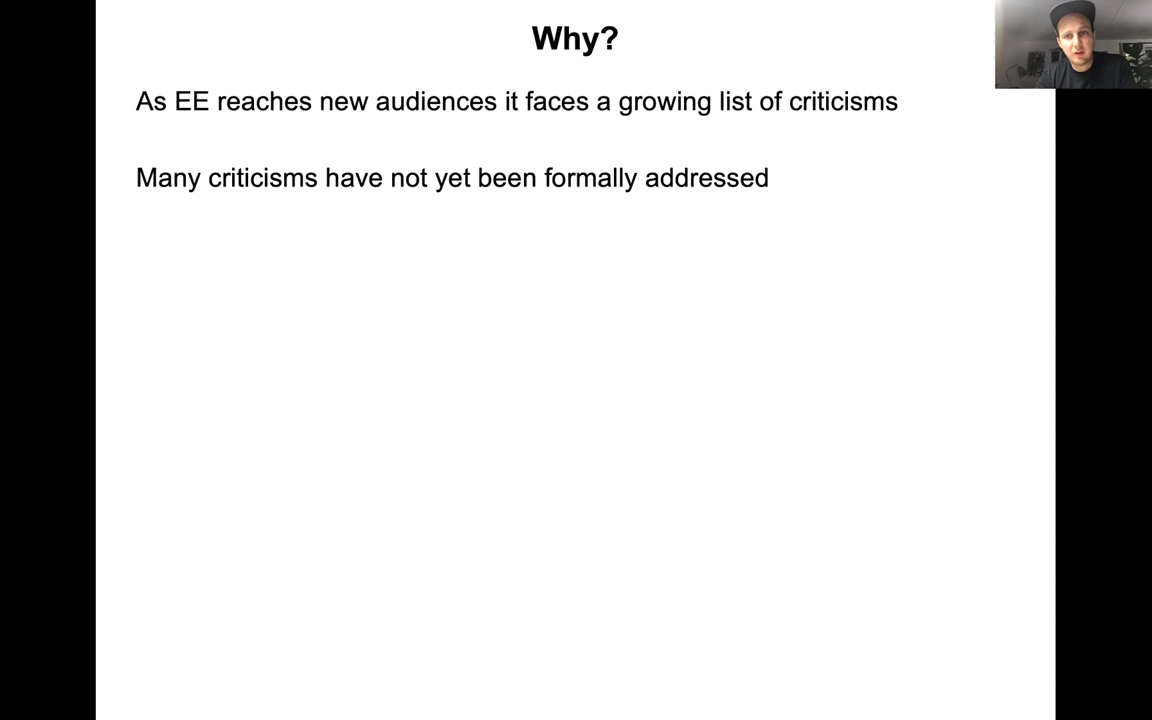 Why?
As EE reaches new audiences it faces a growing list of criticisms
Many criticisms have not yet been formally addressed